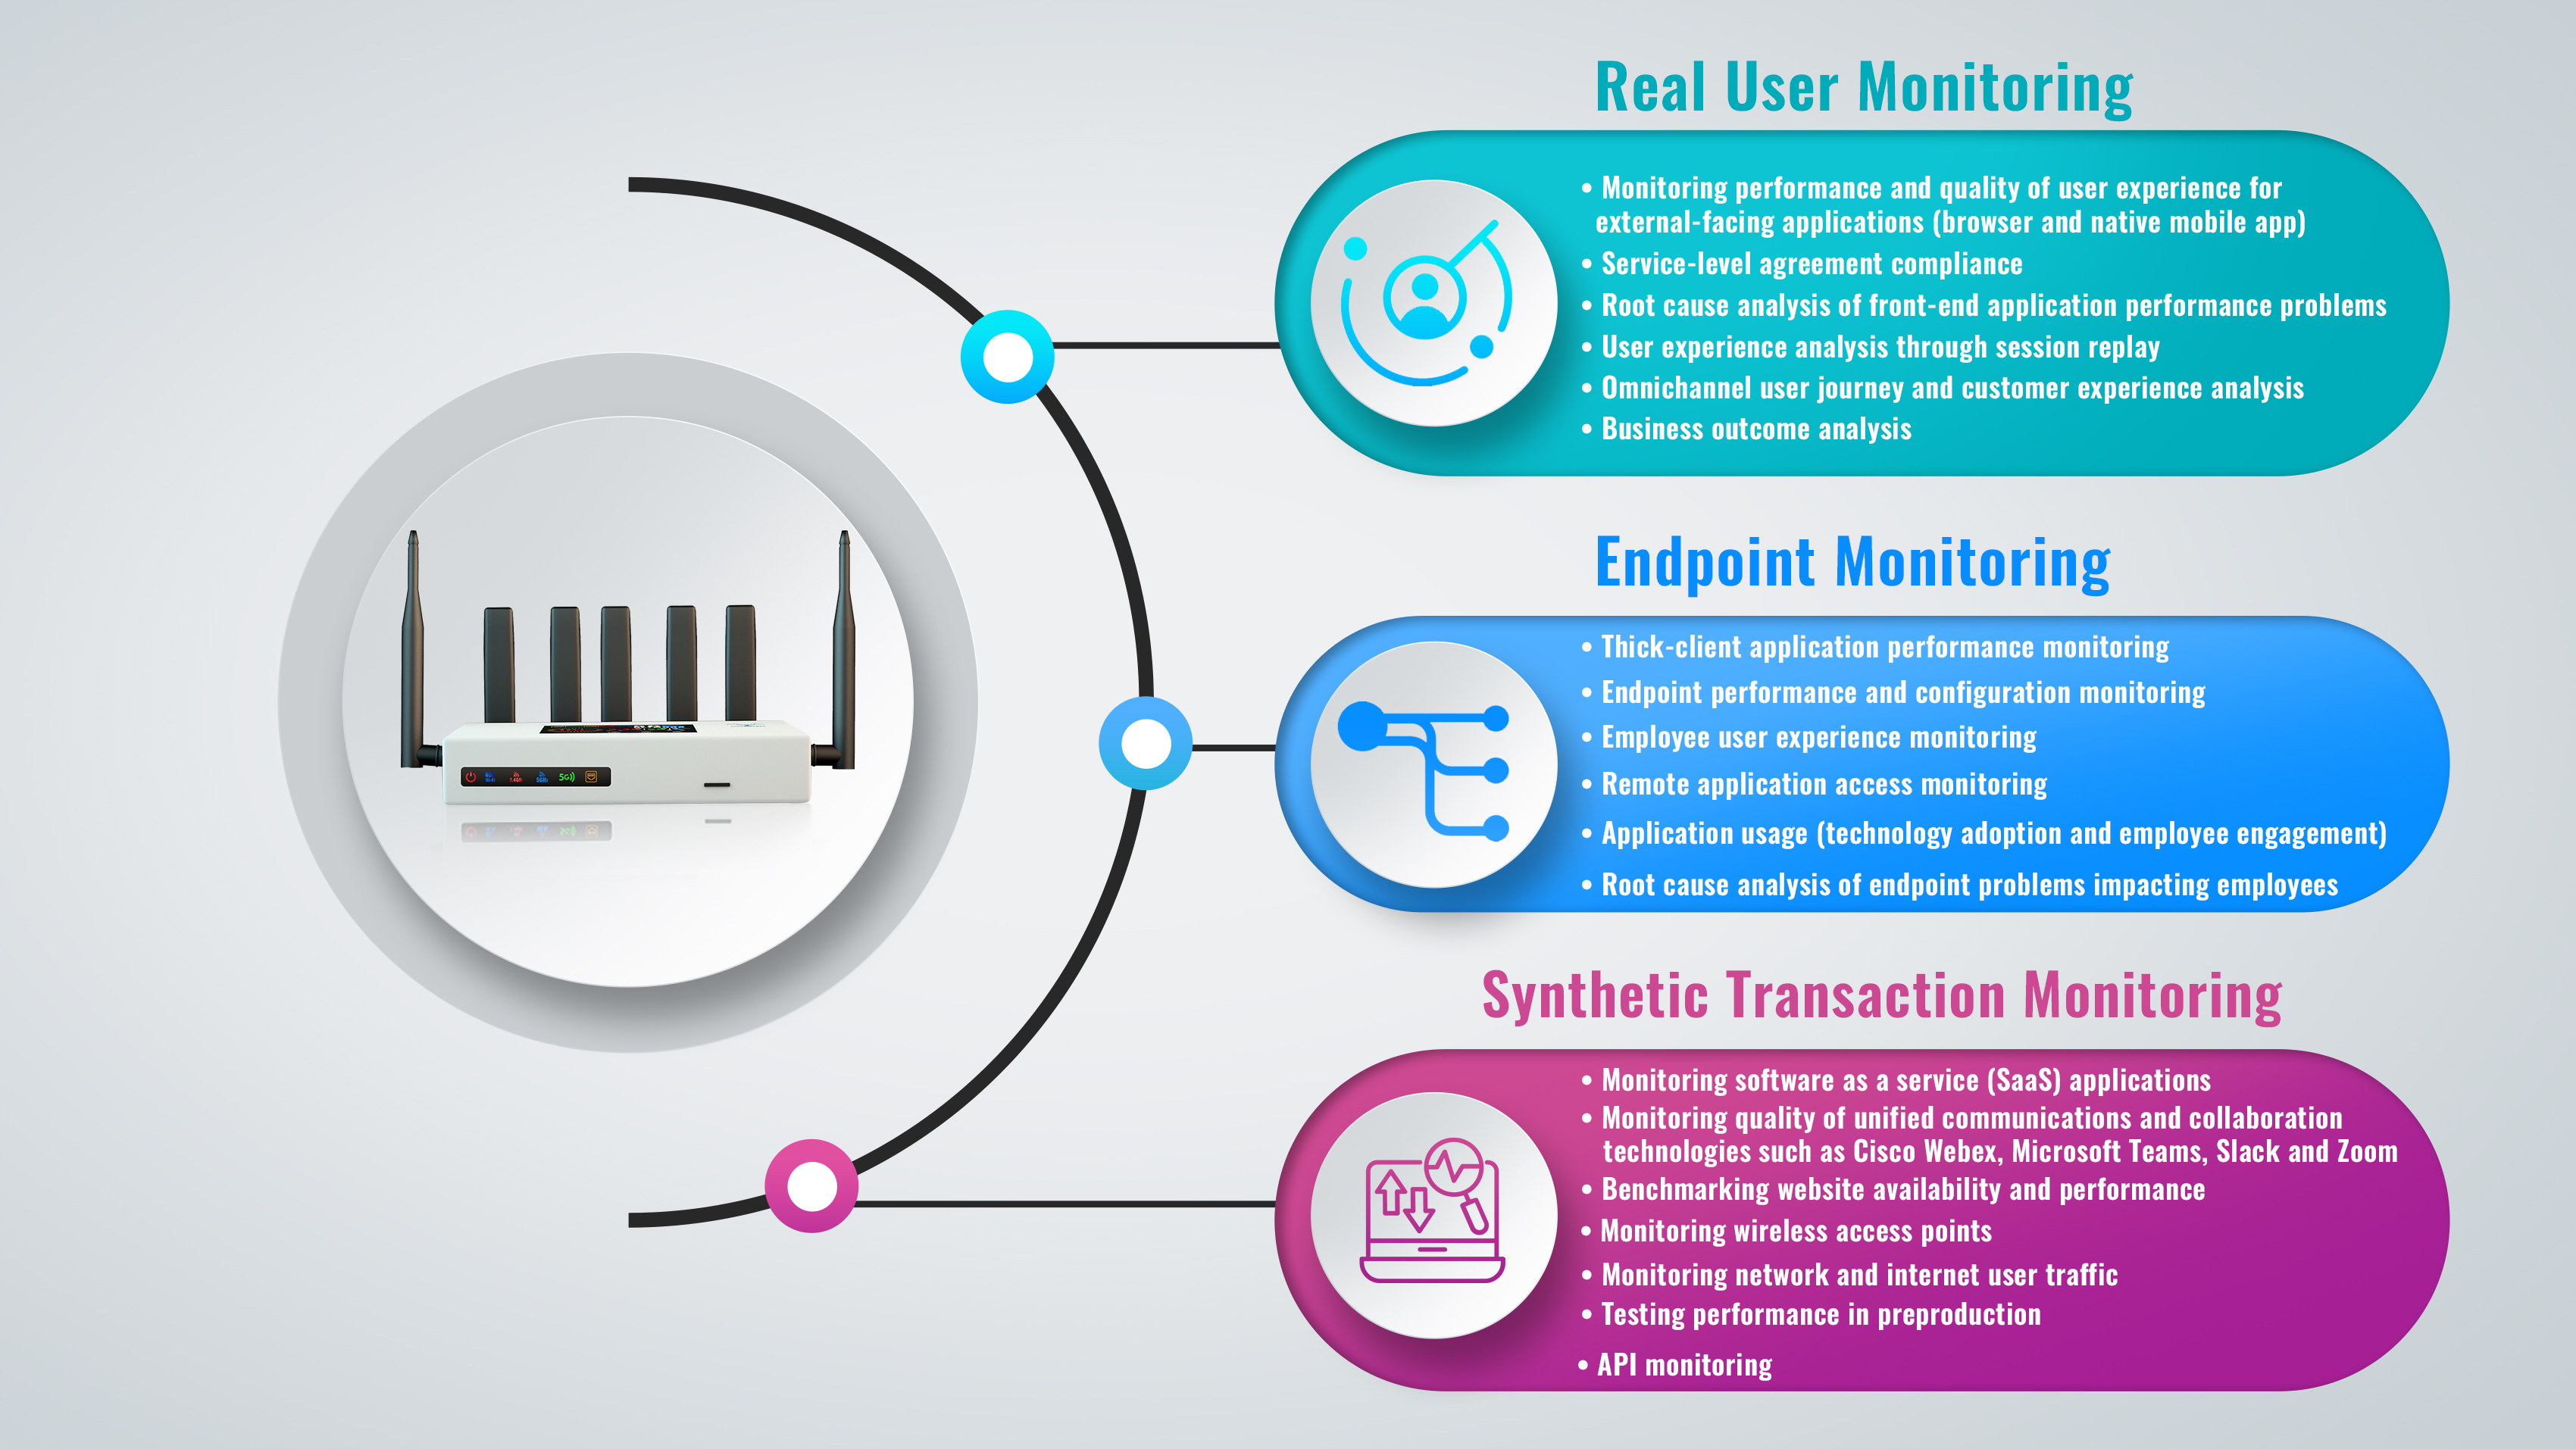 Real User Monitoring
• Monitoring performance and quality of user experience for
external-facing applications (browser and native mobile app)
• Service-level agreement compliance
• Root cause analysis of front-end application performance problems
• User experience analysis through session replay
• Omnichannel user journey and customer experience analysis
• Business outcome analysis
Endpoint Monitoring
• Thick-client application performance monitoring
• Endpoint performance and configuration monitoring
• Employee user experience monitoring
• Remote application access monitoring
• Application usage (technology adoption and employee engagement)
• Root cause analysis of endpoint problems impacting employees
5G
Synthetic Transaction Monitoring
• Monitoring software as a service (SaaS) applications
• Monitoring quality of unified communications and collaboration
technologies such as Cisco Webex, Microsoft Teams, Slack and Zoom
• Benchmarking website availability and performance
• Monitoring wireless access points
• Monitoring network and internet user traffic
• Testing performance in preproduction
• API monitoring